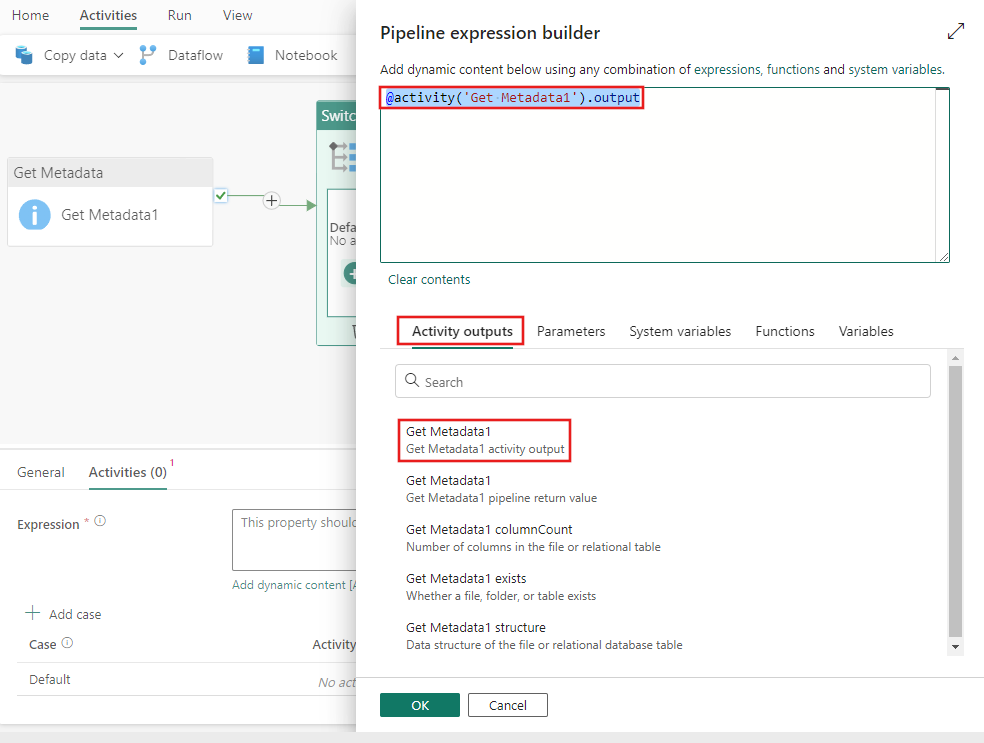 Home Activities Run View
Copy data Dataflow Notebook
Get Metadata
Get Metadata1
Switc
Defa
No a
General Activities (0) 1
Expression *
This property should
Add dynamic content [A
Add case
Case Activity
Default No act
Pipeline expression builder
Add dynamic content below using any combination of expressions, functions and system variables.
@activity('Get Metadata1').output
Clear contents
Activity outputs Parameters System variables Functions Variables
Search
Get Metadata1
Get Metadata1 activity output
Get Metadata1
Get Metadata1 pipeline return value
Get Metadata1 columnCount
Number of columns in the file or relational table
Get Metadata1 exists
Whether a file, folder, or table exists
Get Metadata1 structure
Data structure of the file or relational database table
OK Cancel